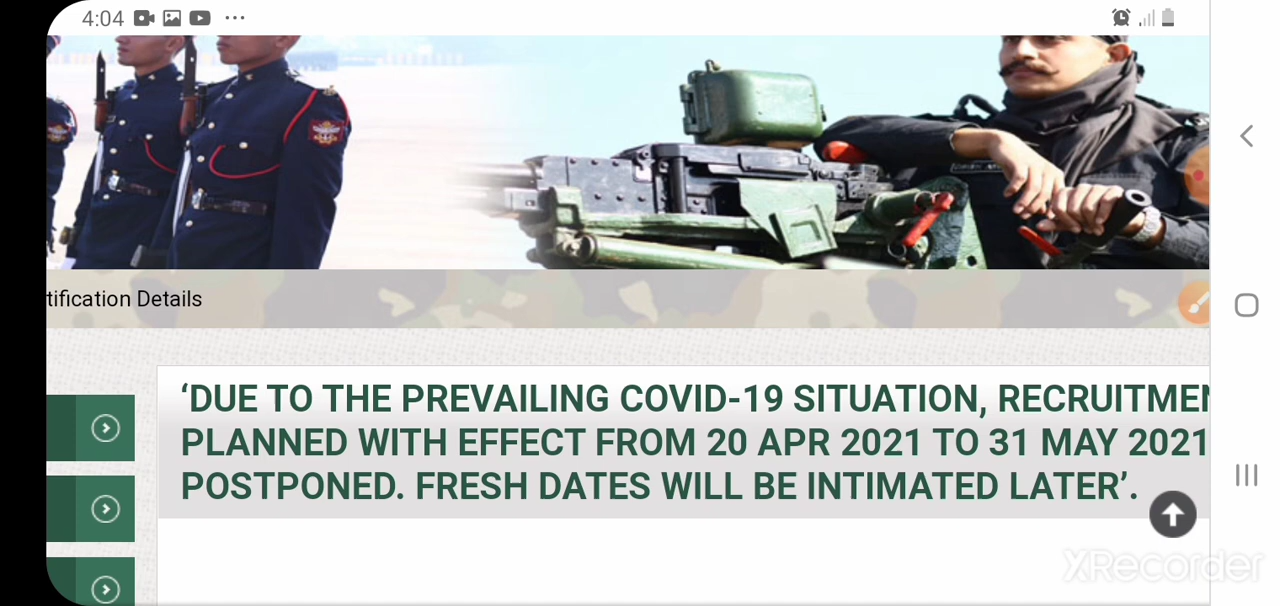 4:04
tification Details
‘DUE TO THE PREVAILING COVID-19 SITUATION, RECRUITMEN
PLANNED WITH EFFECT FROM 20 APR 2021 TO 31 MAY 2021
POSTPONED. FRESH DATES WILL BE INTIMATED LATER’.
XRecorder